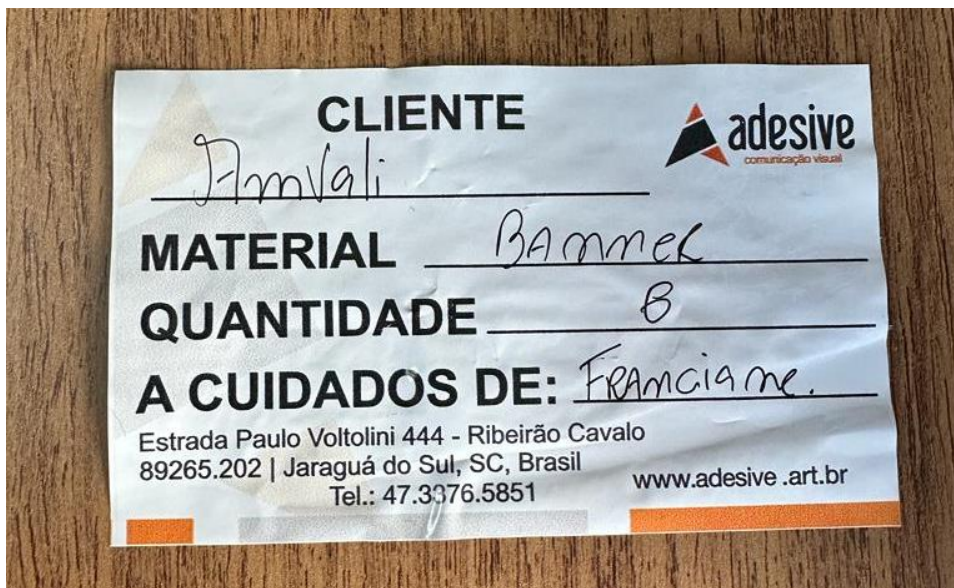 CLIENTE
adesive
comunicação visual
AmVali
MATERIAL BANNER
QUANTIDADE
A CUIDADOS DE: FRANCIANE.
Estrada Paulo Voltolini 444 - Ribeirão Cavalo
89265.202 | Jaraguá do Sul, SC, Brasil
Tel.: 47.3376.5851
www.adesive .art.br